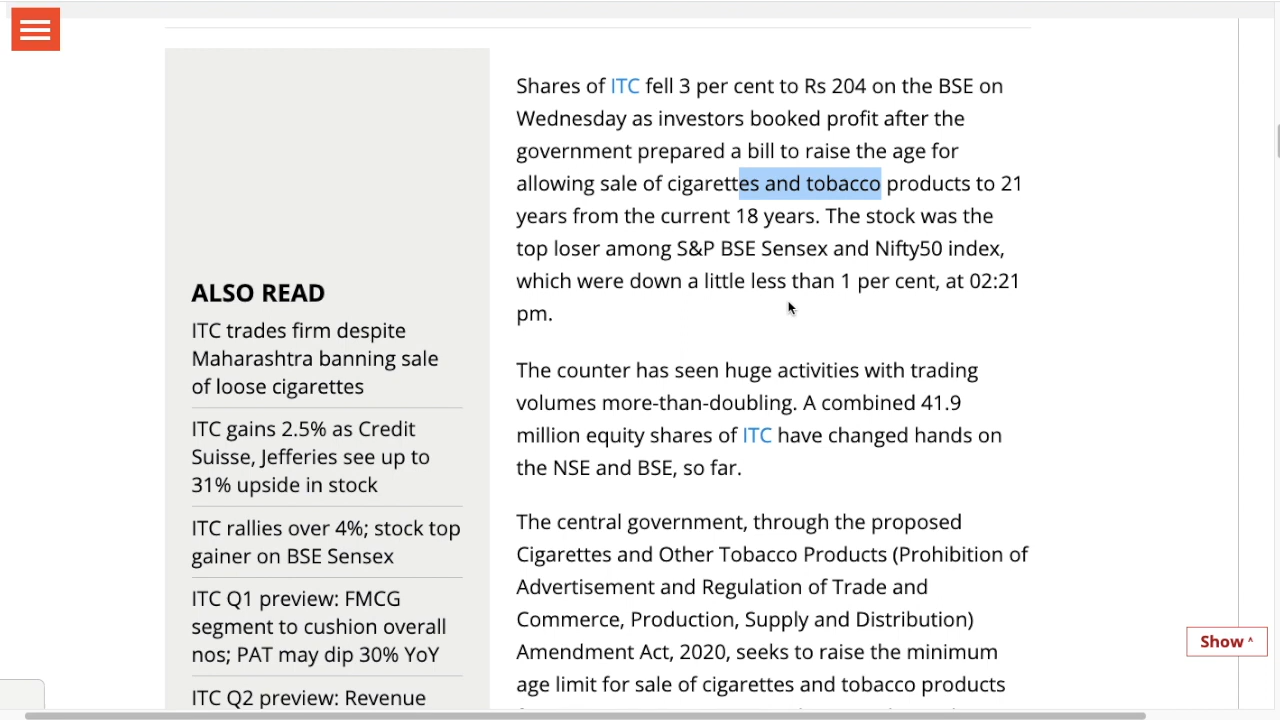 Shares of ITC fell 3 per cent to Rs 204 on the BSE on
Wednesday as investors booked profit after the
government prepared a bill to raise the age for
allowing sale of cigarettes and tobacco products to 21
years from the current 18 years. The stock was the
top loser among S&P BSE Sensex and Nifty50 index,
which were down a little less than 1 per cent, at 02:21
pm.
The counter has seen huge activities with trading
volumes more-than-doubling. A combined 41.9
million equity shares of ITC have changed hands on
the NSE and BSE, so far.
The central government, through the proposed
Cigarettes and Other Tobacco Products (Prohibition of
Advertisement and Regulation of Trade and
Commerce, Production, Supply and Distribution)
Amendment Act, 2020, seeks to raise the minimum
age limit for sale of cigarettes and tobacco products
ALSO READ
ITC trades firm despite
Maharashtra banning sale
of loose cigarettes
ITC gains 2.5% as Credit
Suisse, Jefferies see up to
31% upside in stock
ITC rallies over 4%; stock top
gainer on BSE Sensex
ITC Q1 preview: FMCG
segment to cushion overall
nos; PAT may dip 30% YoY
ITC Q2 preview: Revenue
Show ^